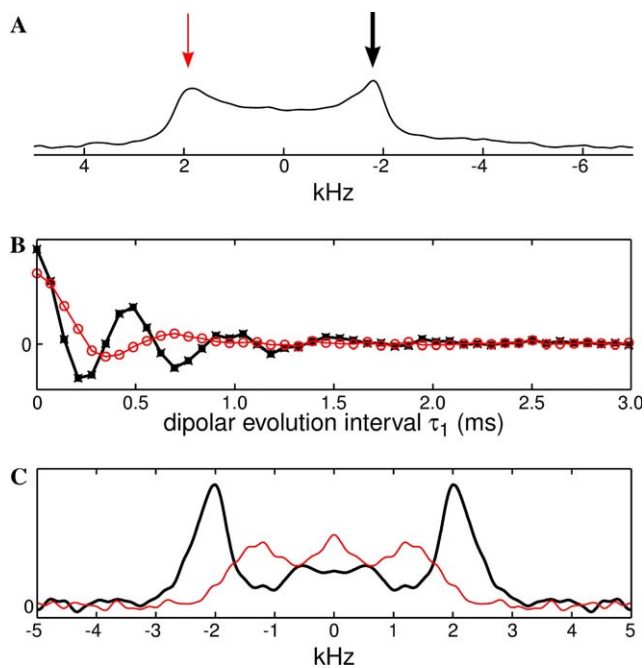 A
4 2 0 -2 -4 -6
kHz
B
0
0 0.5 1.0 1.5 2.0 2.5 3.0
dipolar evolution interval τ₁ (ms)
C
0
-5 -4 -3 -2 -1 0 1 2 3 4 5
kHz